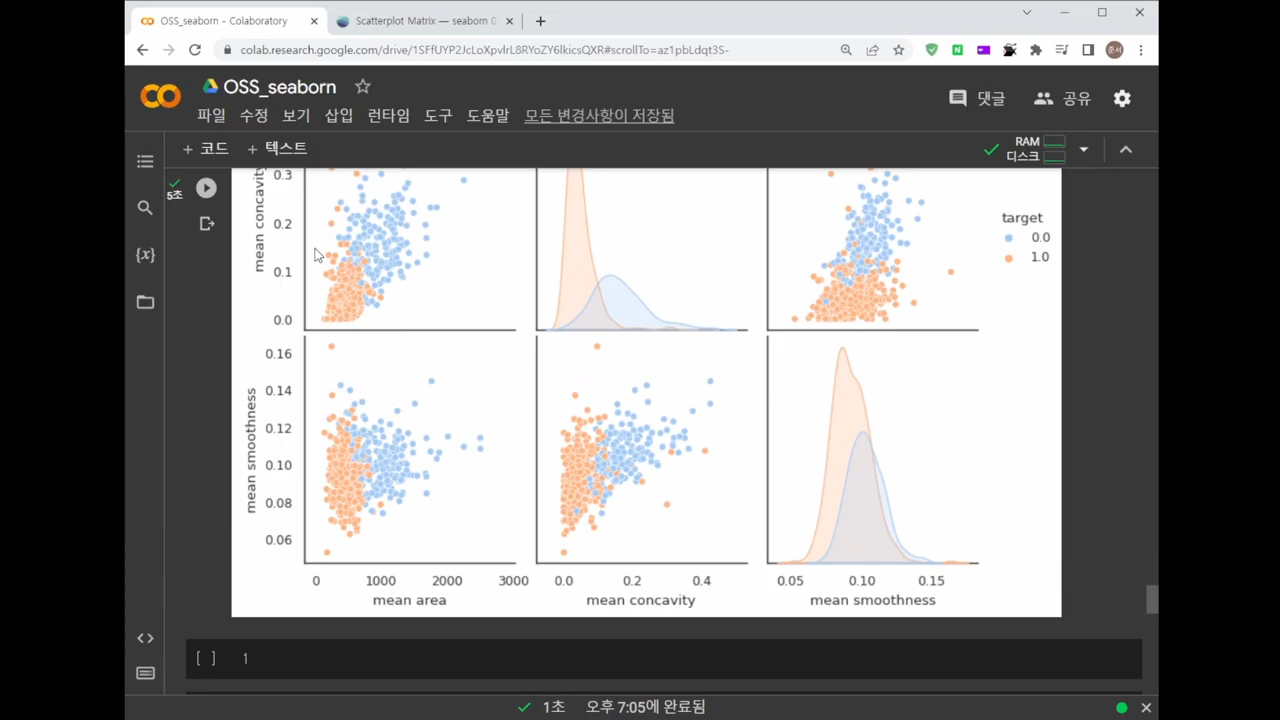 OSS_seaborn - Colaboratory
Scatterplot Matrix — seaborn 0
colab.research.google.com/drive/1SFfUYP2JcLoXpvlrL8RYoZY6lkicsQXR#scrollTo=az1pbLdqt3S-
OSS_seaborn
파일 수정 보기 삽입 런타임 도구 도움말 모든 변경사항이 저장됨
댓글 공유
+ 코드 + 텍스트
RAM
디스크
5초
{x}
mean concavity
0.3
0.2
0.1
0.0
target
0.0
1.0
mean smoothness
0.16
0.14
0.12
0.10
0.08
0.06
0 1000 2000 3000 0.0 0.2 0.4 0.05 0.10 0.15
mean area mean concavity mean smoothness
[ ] 1
1초 오후 7:05에 완료됨